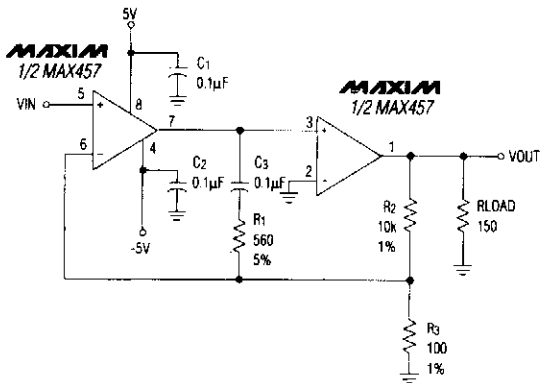 5V
C1
0.1µF
MAXIM
1/2 MAX457
VIN
5
+
8
6
−
4
7
C2
0.1µF
-5V
C3
0.1µF
R1
560
5%
MAXIM
1/2 MAX457
3
+
2
−
1
VOUT
R2
10k
1%
RLOAD
150
R3
100
1%